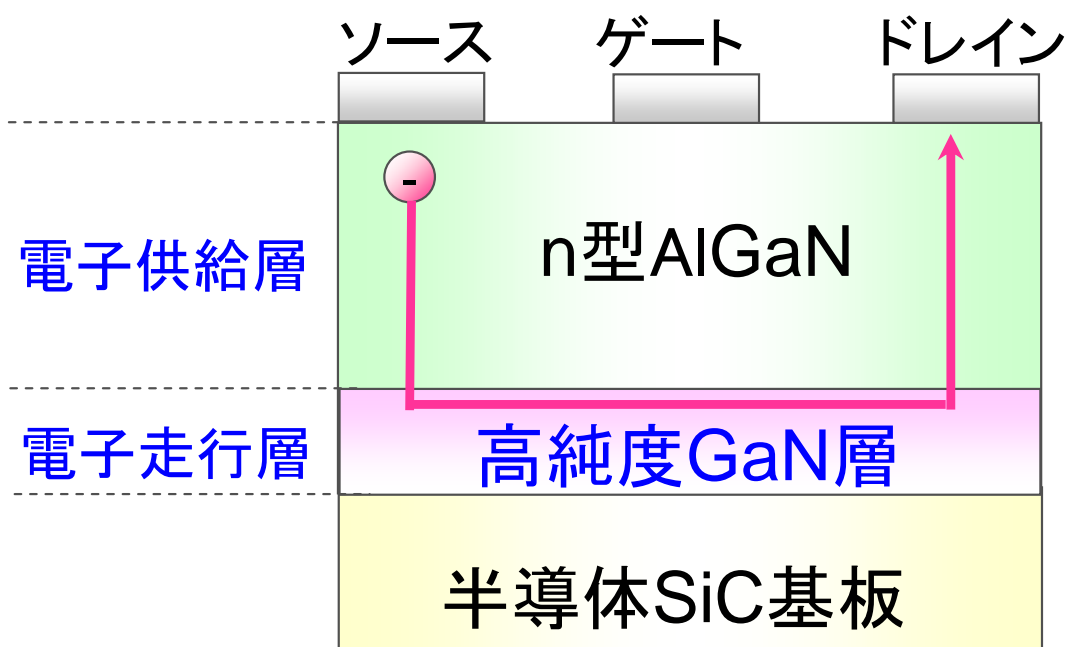 ソース ゲート ドレイン
-
電子供給層 n型AlGaN
電子走行層 高純度GaN層
半導体SiC基板